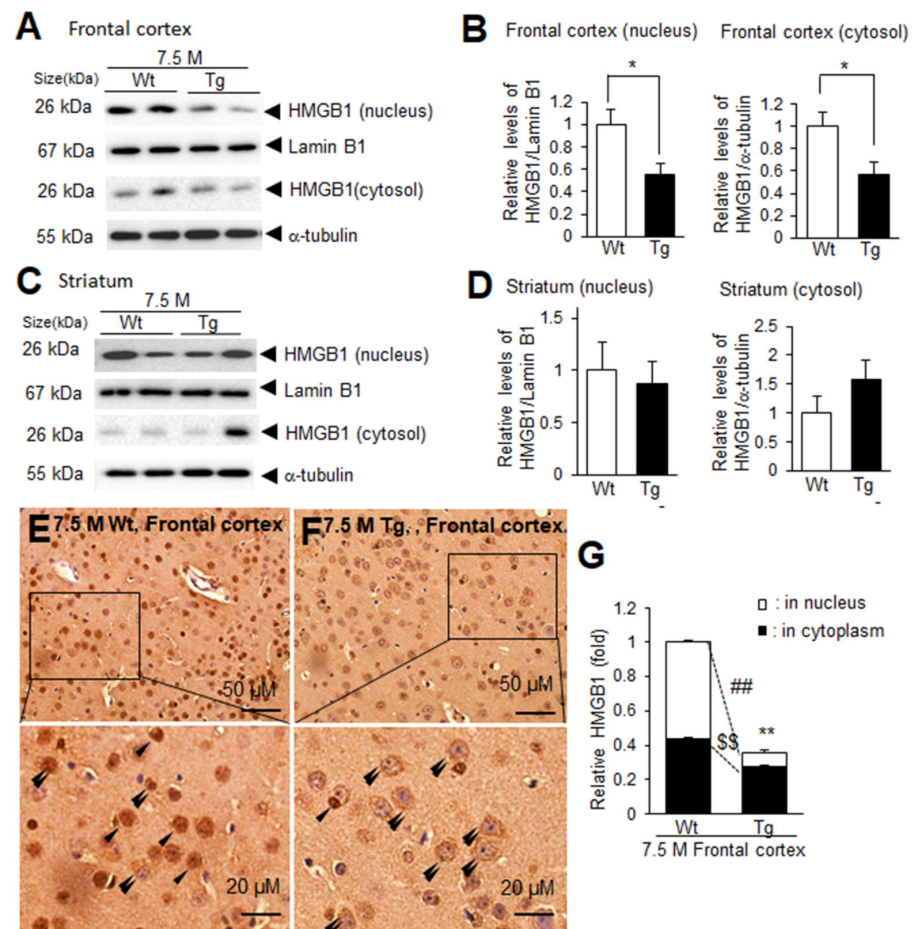 A Frontal cortex
7.5 M
Size(kDa) Wt Tg
26 kDa HMGB1 (nucleus)
67 kDa Lamin B1
26 kDa HMGB1(cytosol)
55 kDa α-tubulin
B Frontal cortex (nucleus)
Relative levels of
HMGB1/Lamin B1
1.2
1
0.8
0.6
0.4
0.2
0
*
Wt Tg
Frontal cortex (cytosol)
Relative levels of
HMGB1/α-tubulin
1.2
1
0.8
0.6
0.4
0.2
0
*
Wt Tg
C Striatum
7.5 M
Size(kDa) Wt Tg
26 kDa HMGB1 (nucleus)
67 kDa Lamin B1
26 kDa HMGB1 (cytosol)
55 kDa α-tubulin
D Striatum (nucleus)
Relative levels of
HMGB1/Lamin B1
1.5
1
0.5
0
Wt Tg
Striatum (cytosol)
Relative levels of
HMGB1/α-tubulin
2.5
2
1.5
1
0.5
0
Wt Tg
E 7.5 M Wt, Frontal cortex
50 µM
20 µM
F 7.5 M Tg, , Frontal cortex.
50 µM
20 µM
G
: in nucleus
: in cytoplasm
Relative HMGB1 (fold)
1.2
1
0.8
0.6
0.4
0.2
0
##
$$
**
Wt Tg
7.5 M Frontal cortex